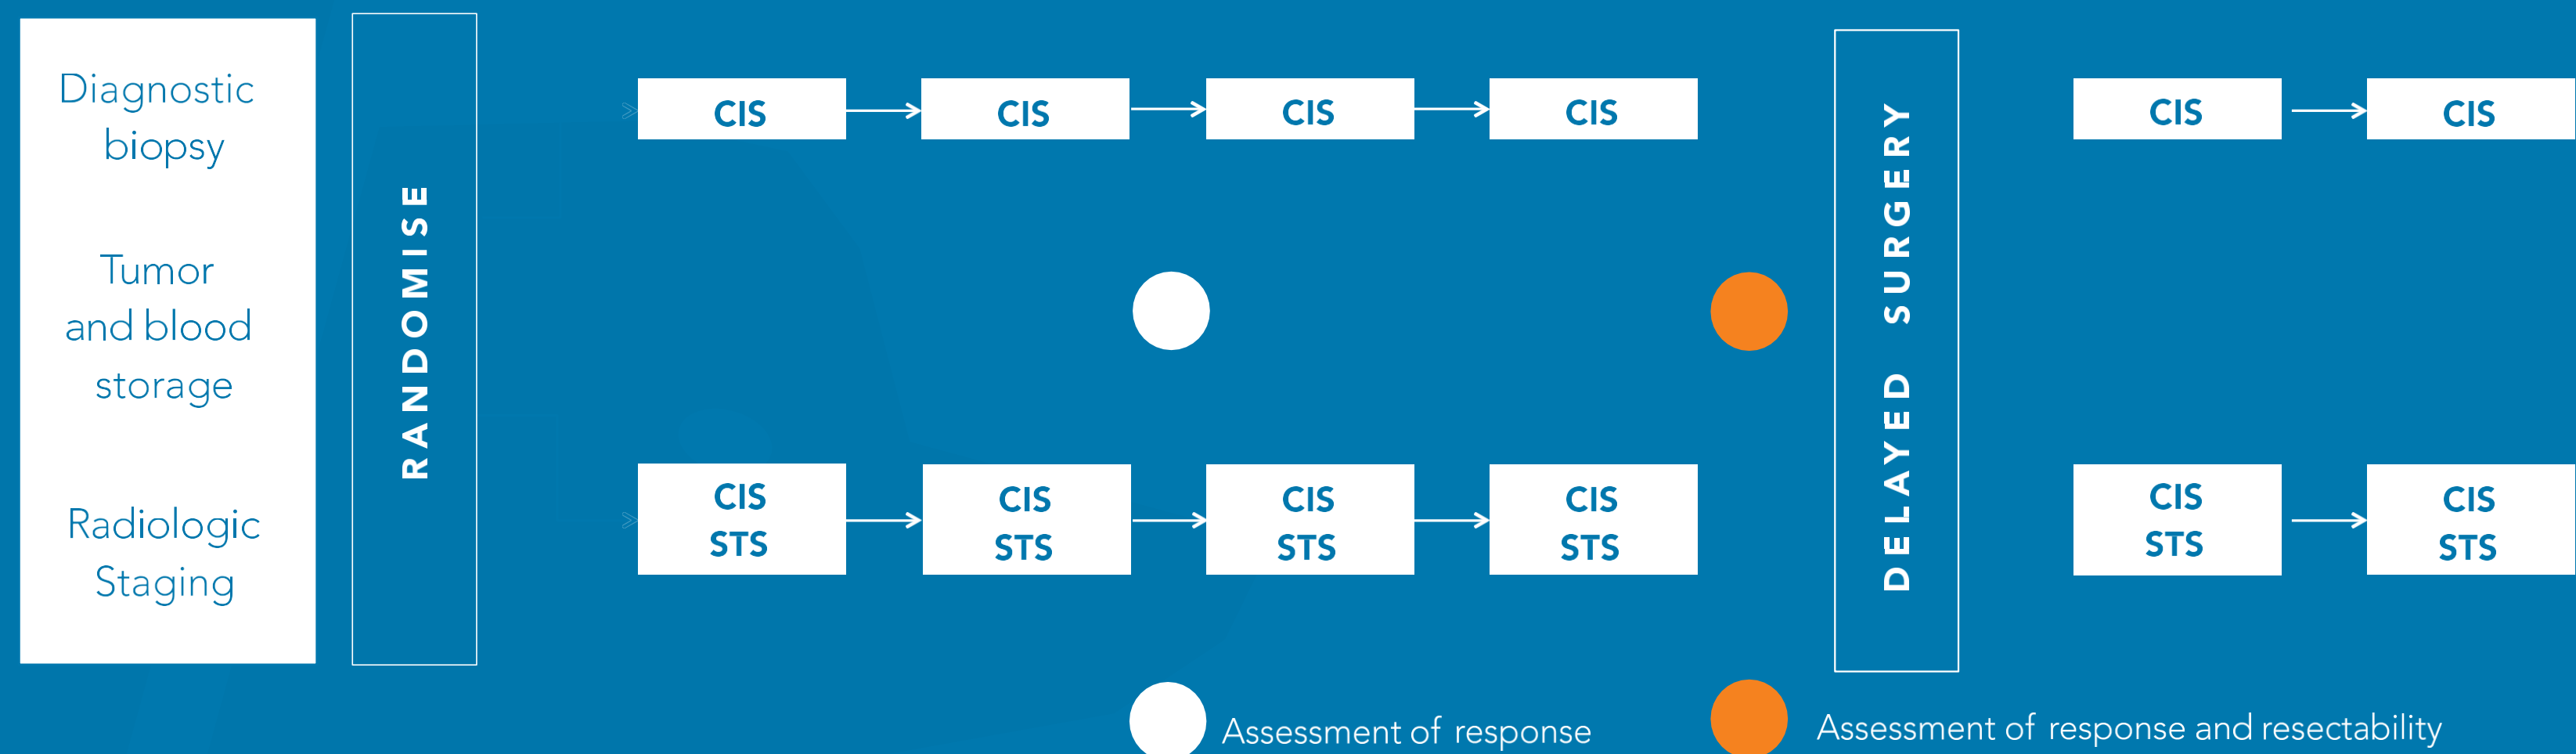 Diagnostic
biopsy
Tumor
and blood
storage
Radiologic
Staging
RANDOMISE
CIS
CIS
CIS
CIS
CIS
STS
CIS
STS
CIS
STS
CIS
STS
DELAYED SURGERY
CIS
CIS
CIS
STS
CIS
STS
Assessment of response
Assessment of response and resectability